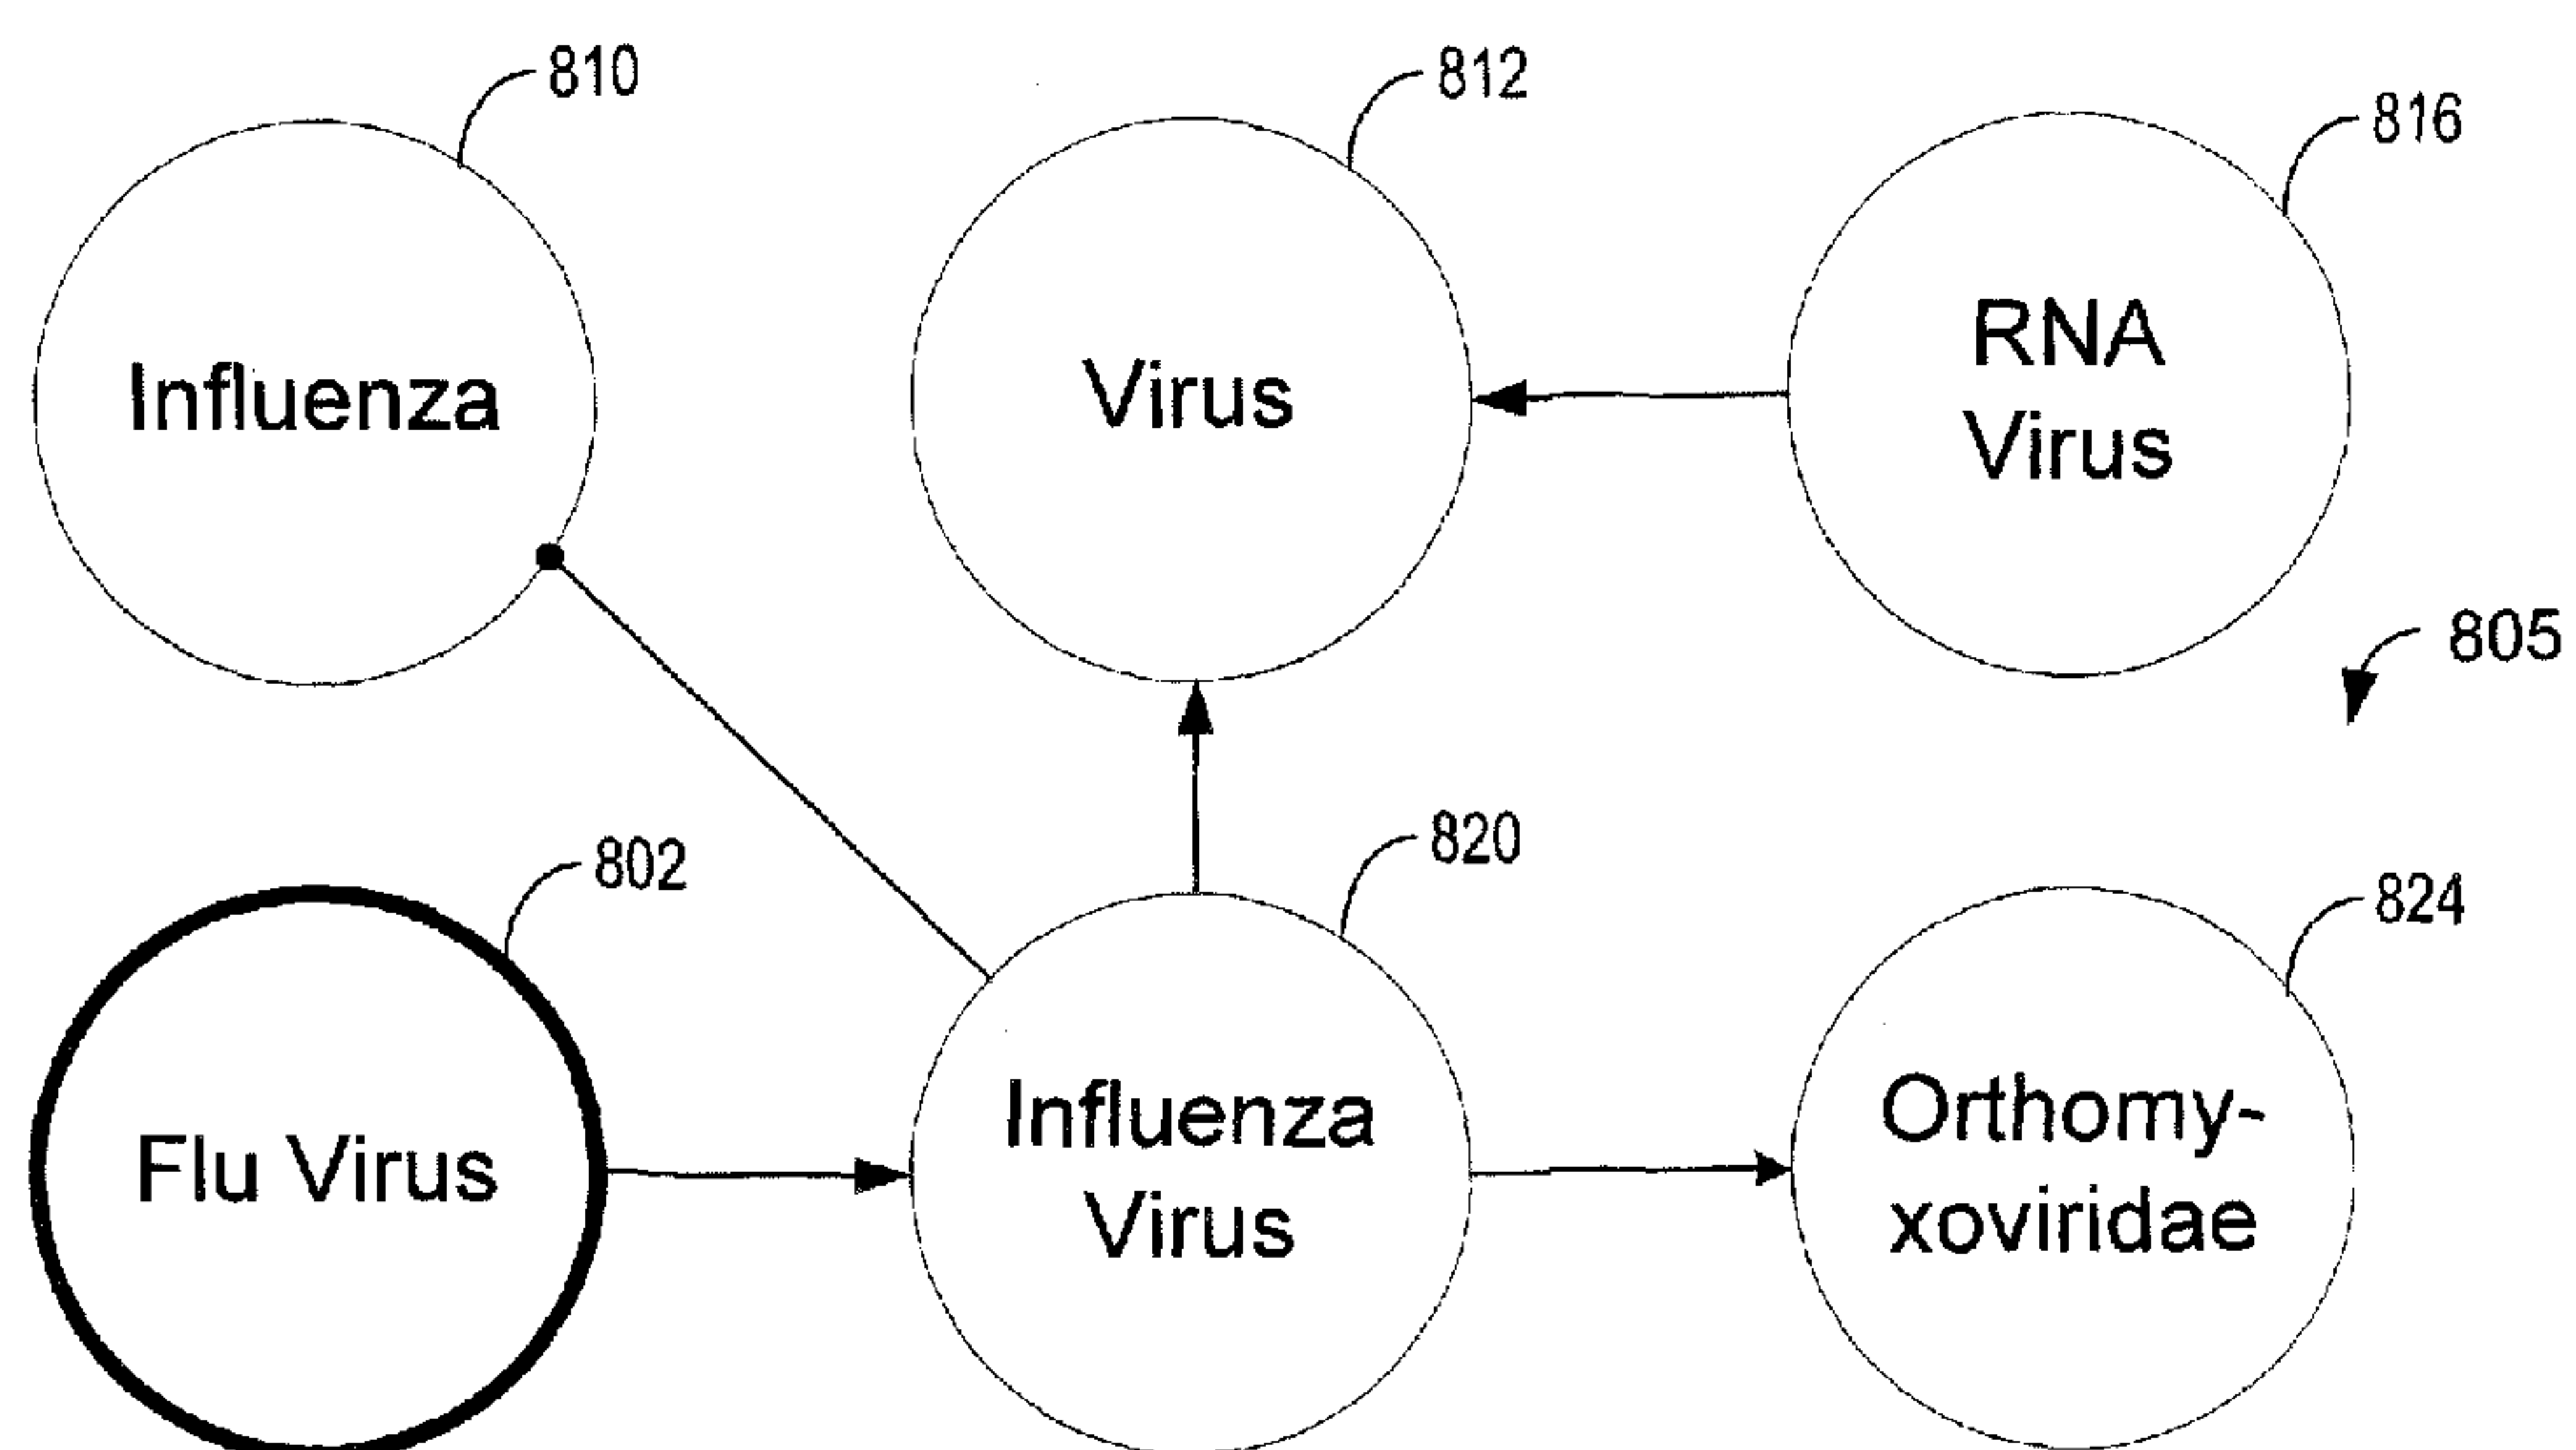 810
812
816
Influenza
Virus
RNA
Virus
805
802
820
824
Flu Virus
Influenza
Virus
Orthomy-
xoviridae